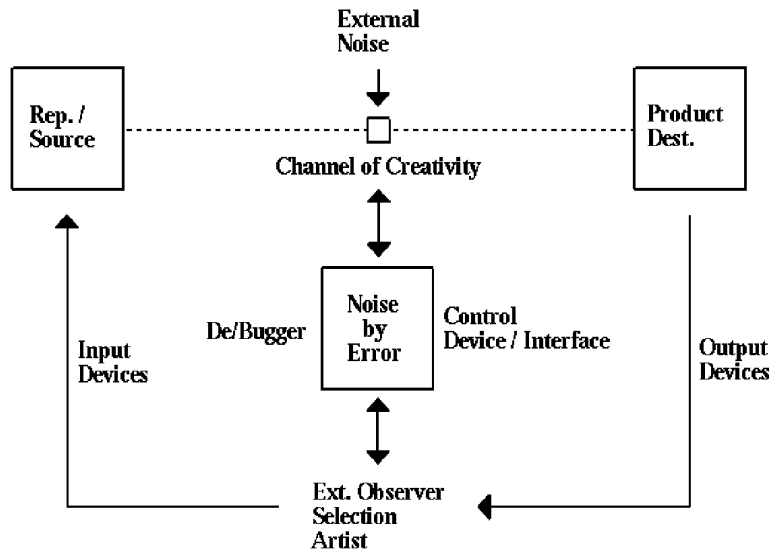 External
Noise
Rep. /
Source
Product
Dest.
Channel of Creativity
De/Bugger
Noise
by
Error
Control
Device / Interface
Input
Devices
Output
Devices
Ext. Observer
Selection
Artist